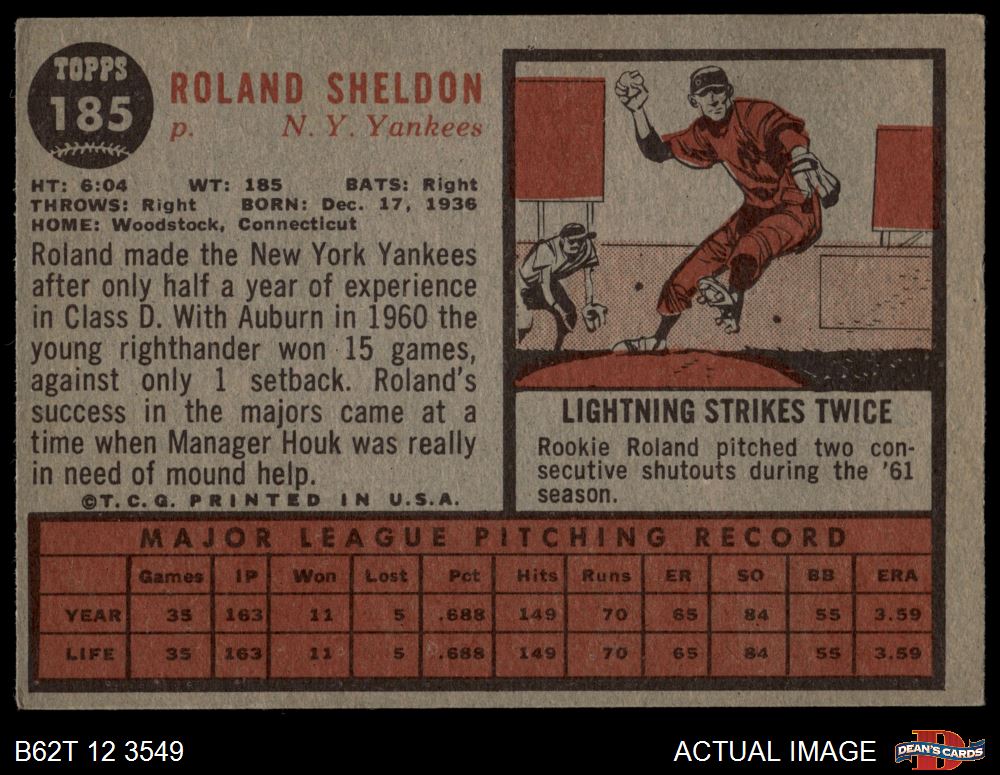 TOPPS
185
ROLAND SHELDON
p. N. Y. Yankees
HT: 6:04 WT: 185 BATS: Right
THROWS: Right BORN: Dec. 17, 1936
HOME: Woodstock, Connecticut
Roland made the New York Yankees
after only half a year of experience
in Class D. With Auburn in 1960 the
young righthander won 15 games,
against only 1 setback. Roland's
success in the majors came at a
time when Manager Houk was really
in need of mound help.
©T.C.G. PRINTED IN U.S.A.
LIGHTNING STRIKES TWICE
Rookie Roland pitched two con-
secutive shutouts during the '61
season.
MAJOR LEAGUE PITCHING RECORD
Games IP Won Lost Pct Hits Runs ER SO BB ERA
YEAR 35 163 11 5 .688 149 70 65 84 55 3.59
LIFE 35 163 11 5 .688 149 70 65 84 55 3.59
B62T 12 3549 ACTUAL IMAGE
DEAN'S CARDS